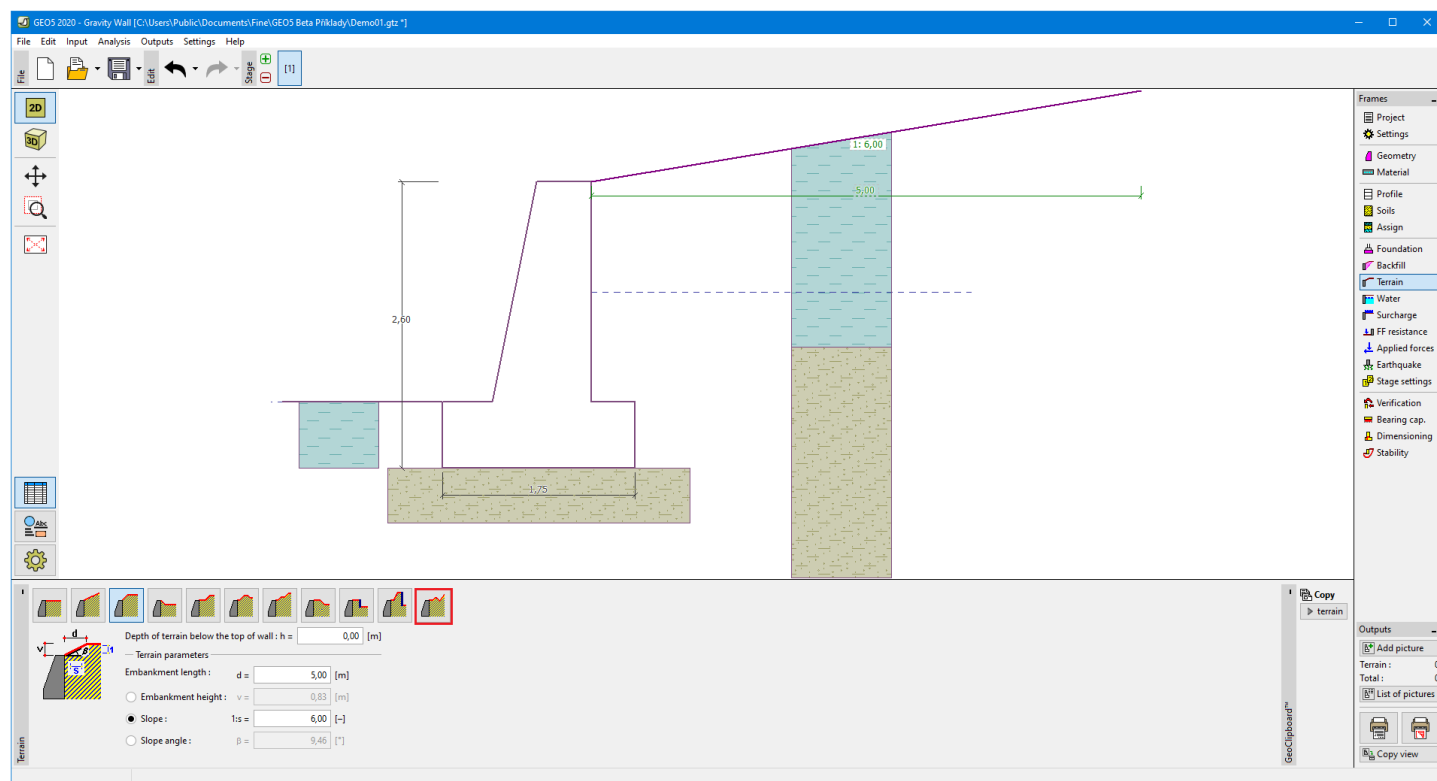 GEO5 2020 - Gravity Wall [C:\Users\Public\Documents\Fine\GEO5 Beta Příklady\Demo01.gtz *]
File Edit Input Analysis Outputs Settings Help
File
Edit
Stage
[1]
2D
3D
1: 6,00
5,00
2,60
1,75
Frames
Project
Settings
Geometry
Material
Profile
Soils
Assign
Foundation
Backfill
Terrain
Water
Surcharge
FF resistance
Applied forces
Earthquake
Stage settings
Verification
Bearing cap.
Dimensioning
Stability
Abc
Terrain
d
v
β
1
s
Depth of terrain below the top of wall : h = 0,00 [m]
Terrain parameters
Embankment length : d = 5,00 [m]
Embankment height : v = 0,83 [m]
Slope : 1:s = 6,00 [–]
Slope angle : β = 9,46 [°]
GeoClipboard™
Copy
terrain
Outputs
Add picture
Terrain : 0
Total : 0
List of pictures
Copy view